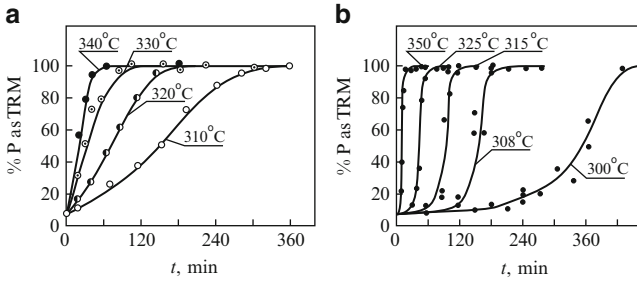 a
340°C
330°C
320°C
310°C
% P as TRM
100
80
60
40
20
0
0
120
240
360
t, min
b
350°C
325°C
315°C
308°C
300°C
% P as TRM
100
80
60
40
20
0
0
120
240
360
t, min